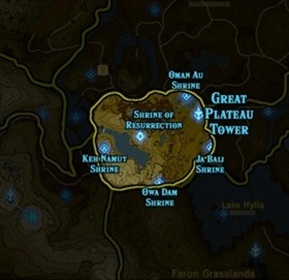 Oman Au
Shrine
Great
Plateau
Tower
Shrine of
Resurrection
Keh Namut
Shrine
Ja Baij
Shrine
Owa Daim
Shrine
Lake Hylia
Faron Grasslands